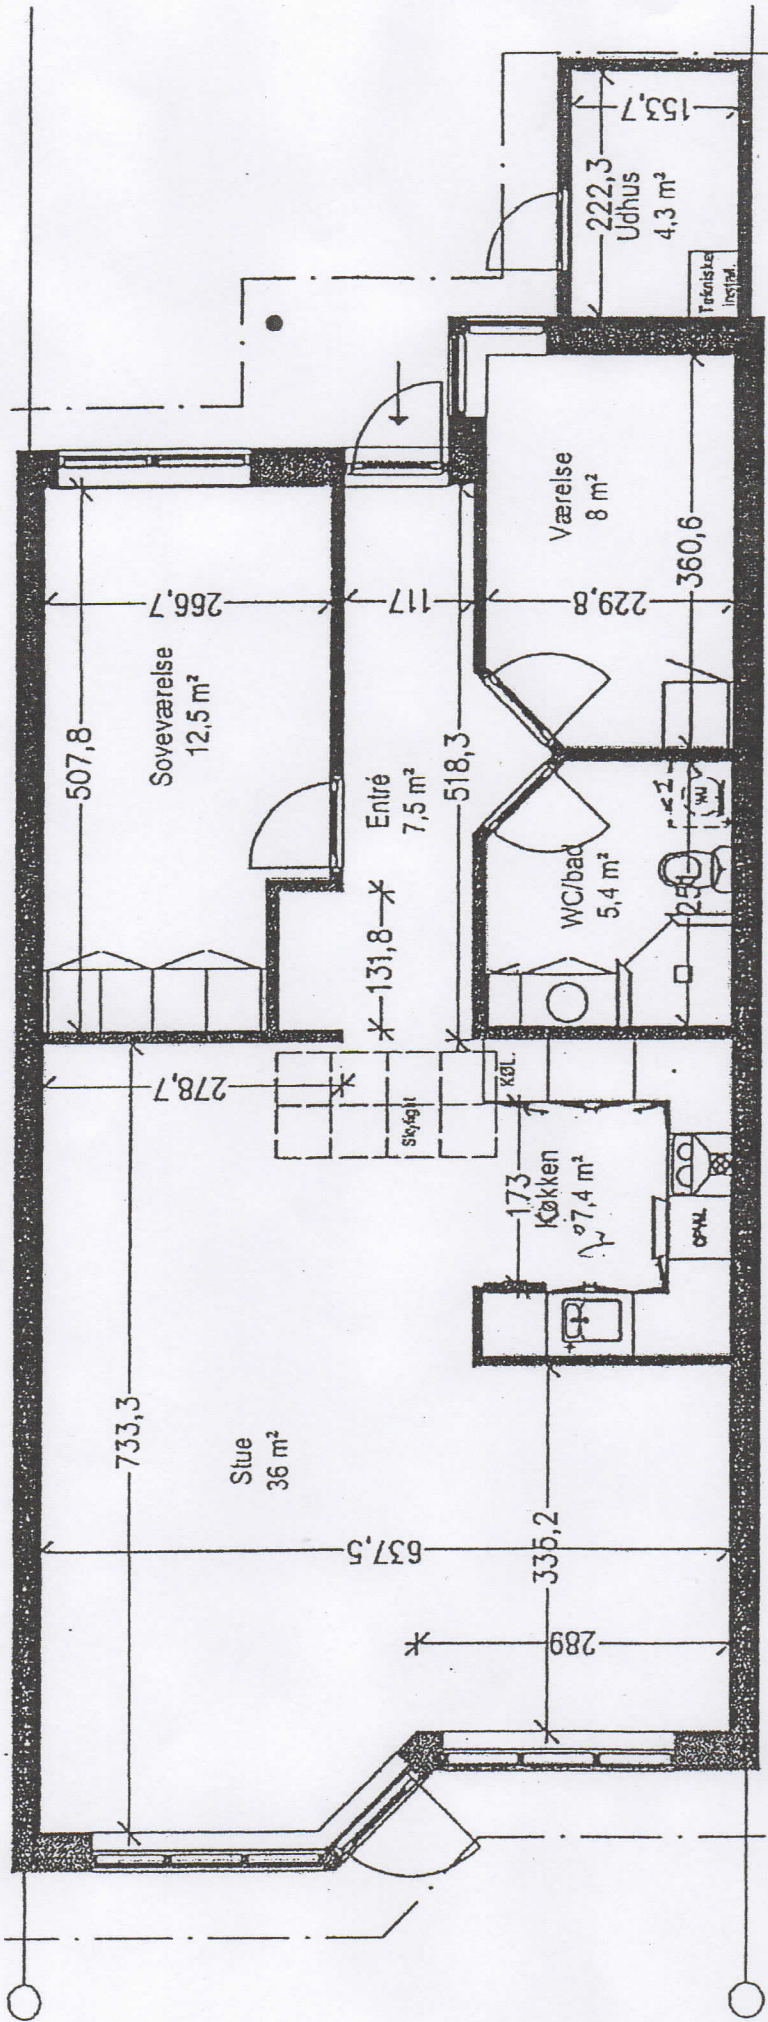 153,7
222,3
Udhus
4,3 m²
Tekniske
instal.
Værelse
8 m²
360,6
229,8
117
266,7
507,8
Soveværelse
12,5 m²
Entré
7,5 m²
518,3
131,8
WC/bad
5,4 m²
278,7
Skylight
KØL.
173
Køkken
7,4 m²
OPV.
733,3
Stue
36 m²
637,5
335,2
289